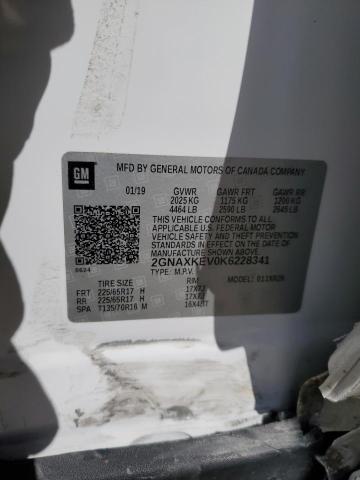 GM
MFD BY GENERAL MOTORS OF CANADA COMPANY
01/19 GVWR GAWR FRT GAWR RR
2025 KG 1175 KG 1200 KG
4464 LB 2590 LB 2645 LB
THIS VEHICLE CONFORMS TO ALL
APPLICABLE U.S. FEDERAL MOTOR
VEHICLE SAFETY AND THEFT PREVENTION
STANDARDS IN EFFECT ON THE DATE OF
MANUFACTURE SHOWN ABOVE.
2GNAXKEV0K6228341
TYPE: M.P.V. MODEL:
TIRE SIZE RIM
FRT 225/65R17 H 17X7J
RR 225/65R17 H 17X7J
SPA T135/70R16 M 16X4BT